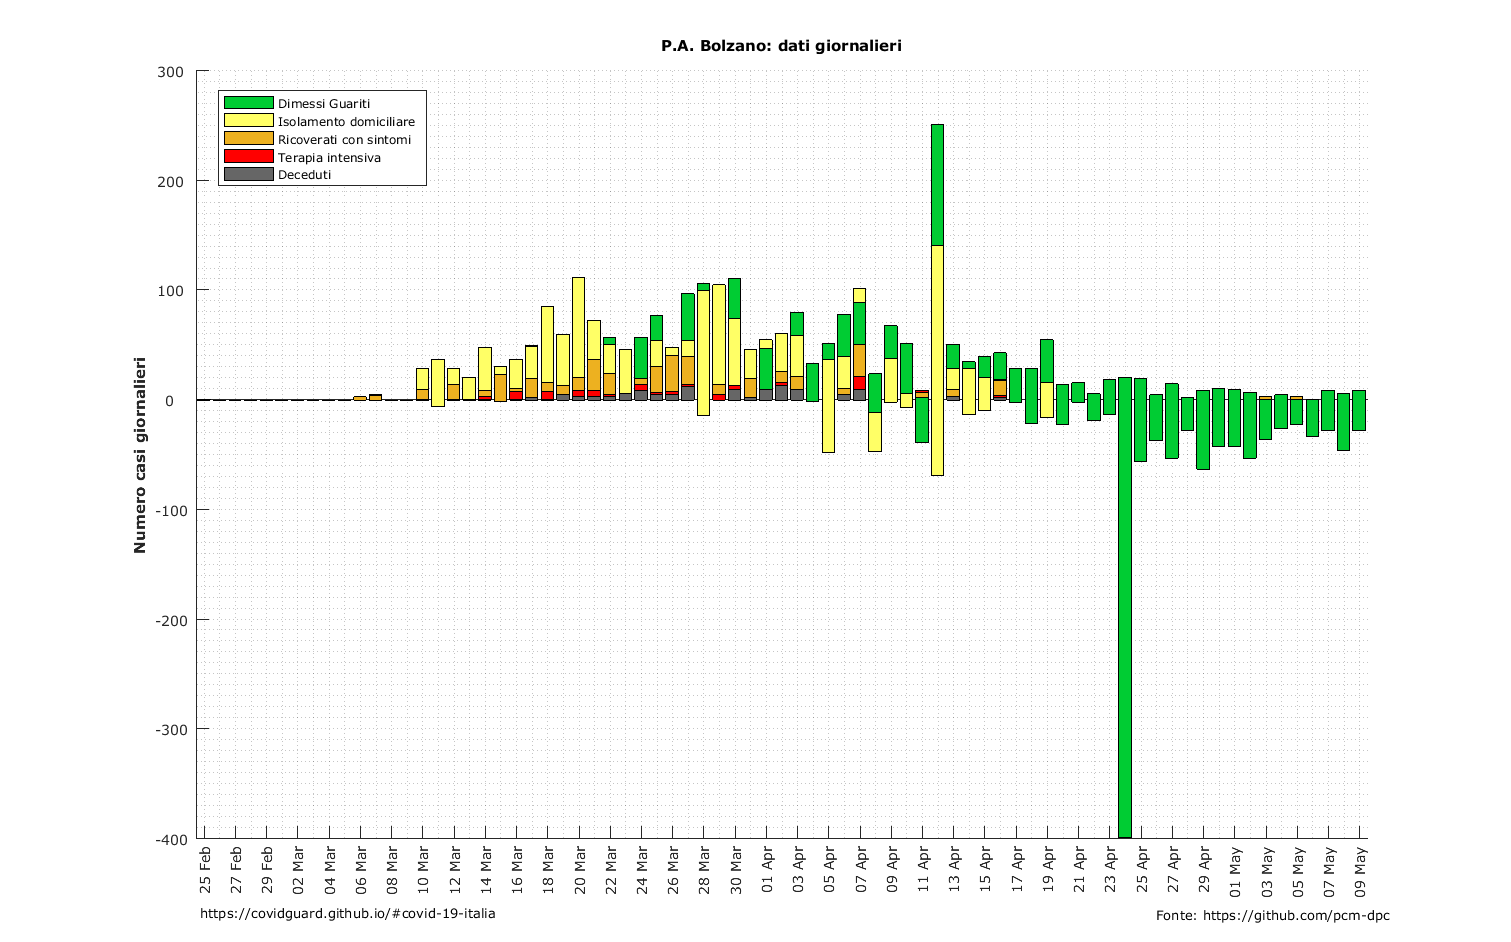 P.A. Bolzano: dati giornalieri
300
200
100
0
-100
-200
-300
-400
Numero casi giornalieri
Dimessi Guariti
Isolamento domiciliare
Ricoverati con sintomi
Terapia intensiva
Deceduti
25 Feb
27 Feb
29 Feb
02 Mar
04 Mar
06 Mar
08 Mar
10 Mar
12 Mar
14 Mar
16 Mar
18 Mar
20 Mar
22 Mar
24 Mar
26 Mar
28 Mar
30 Mar
01 Apr
03 Apr
05 Apr
07 Apr
09 Apr
11 Apr
13 Apr
15 Apr
17 Apr
19 Apr
21 Apr
23 Apr
25 Apr
27 Apr
29 Apr
01 May
03 May
05 May
07 May
09 May
https://covidguard.github.io/#covid-19-italia
Fonte: https://github.com/pcm-dpc